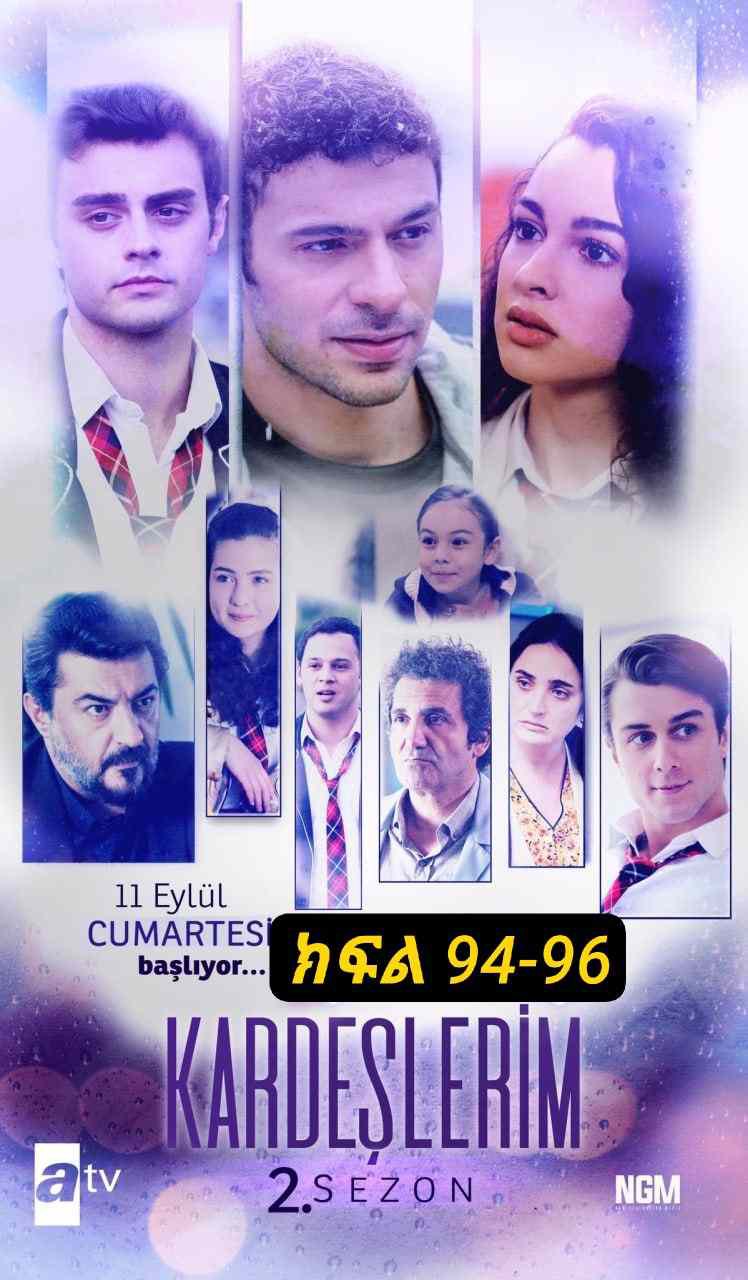 11 Eylül
CUMARTESİ
başlıyor...
ክፍል 94-96
KARDEŞLERİM
2. SEZON
atv
NGM